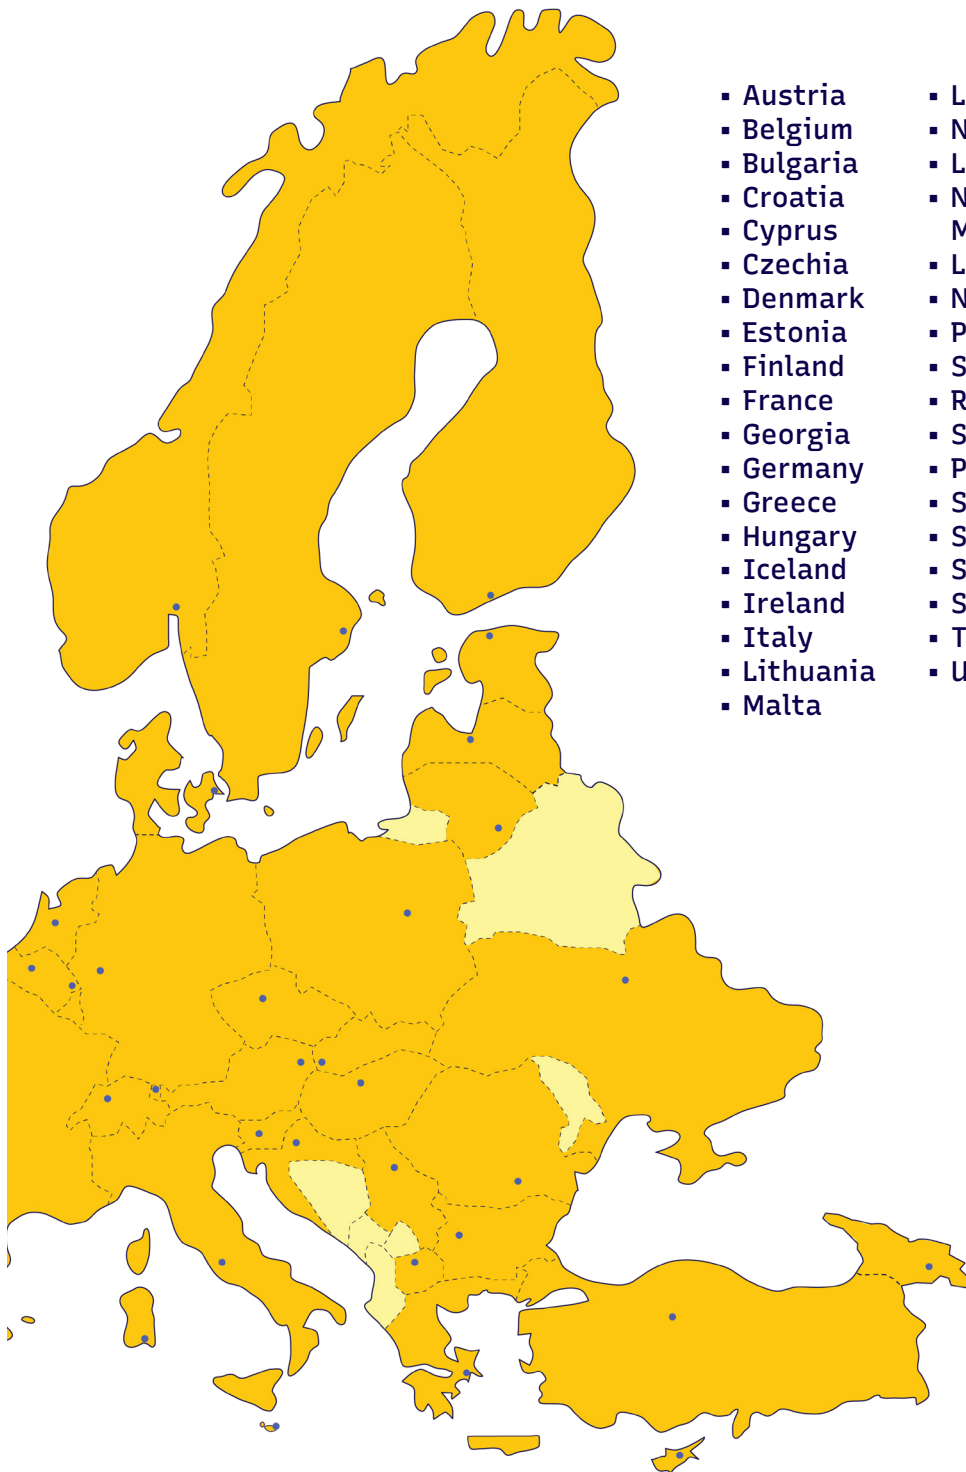 ▪ Austria
▪ Belgium
▪ Bulgaria
▪ Croatia
▪ Cyprus
▪ Czechia
▪ Denmark
▪ Estonia
▪ Finland
▪ France
▪ Georgia
▪ Germany
▪ Greece
▪ Hungary
▪ Iceland
▪ Ireland
▪ Italy
▪ Lithuania
▪ Malta
▪ L
▪ N
▪ L
▪ N
M
▪ L
▪ N
▪ P
▪ S
▪ R
▪ S
▪ P
▪ S
▪ S
▪ S
▪ S
▪ T
▪ U